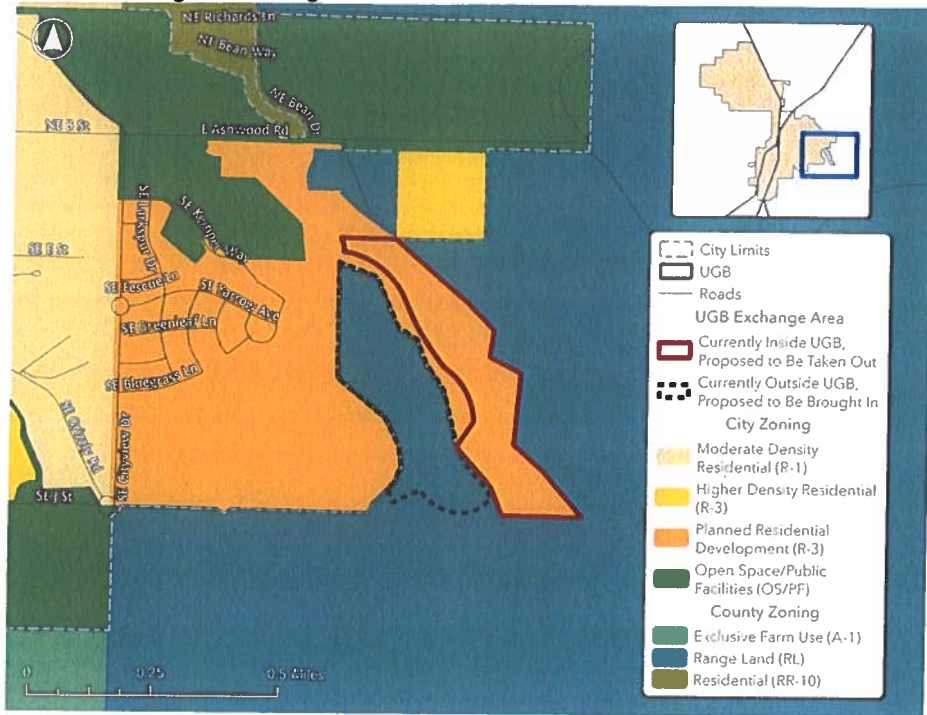 NE Richards Ln
NE Bean Way
NE Bean Dr
NE B St
E Ashwood Rd
SE Kemper Way
SE E St
SE Fescue Ln
SE Yarrow Ave
SE Greenleaf Ln
SE Bluegrass Ln
SE Grizzly Rd
SE Cityview Dr
SE J St
0 0.25 0.5 Miles
City Limits
UGB
Roads
UGB Exchange Area
Currently Inside UGB,
Proposed to Be Taken Out
Currently Outside UGB,
Proposed to Be Brought In
City Zoning
Moderate Density
Residential (R-1)
Higher Density Residential
(R-3)
Planned Residential
Development (R-3)
Open Space/Public
Facilities (OS/PF)
County Zoning
Exclusive Farm Use (A-1)
Range Land (RL)
Residential (RR-10)